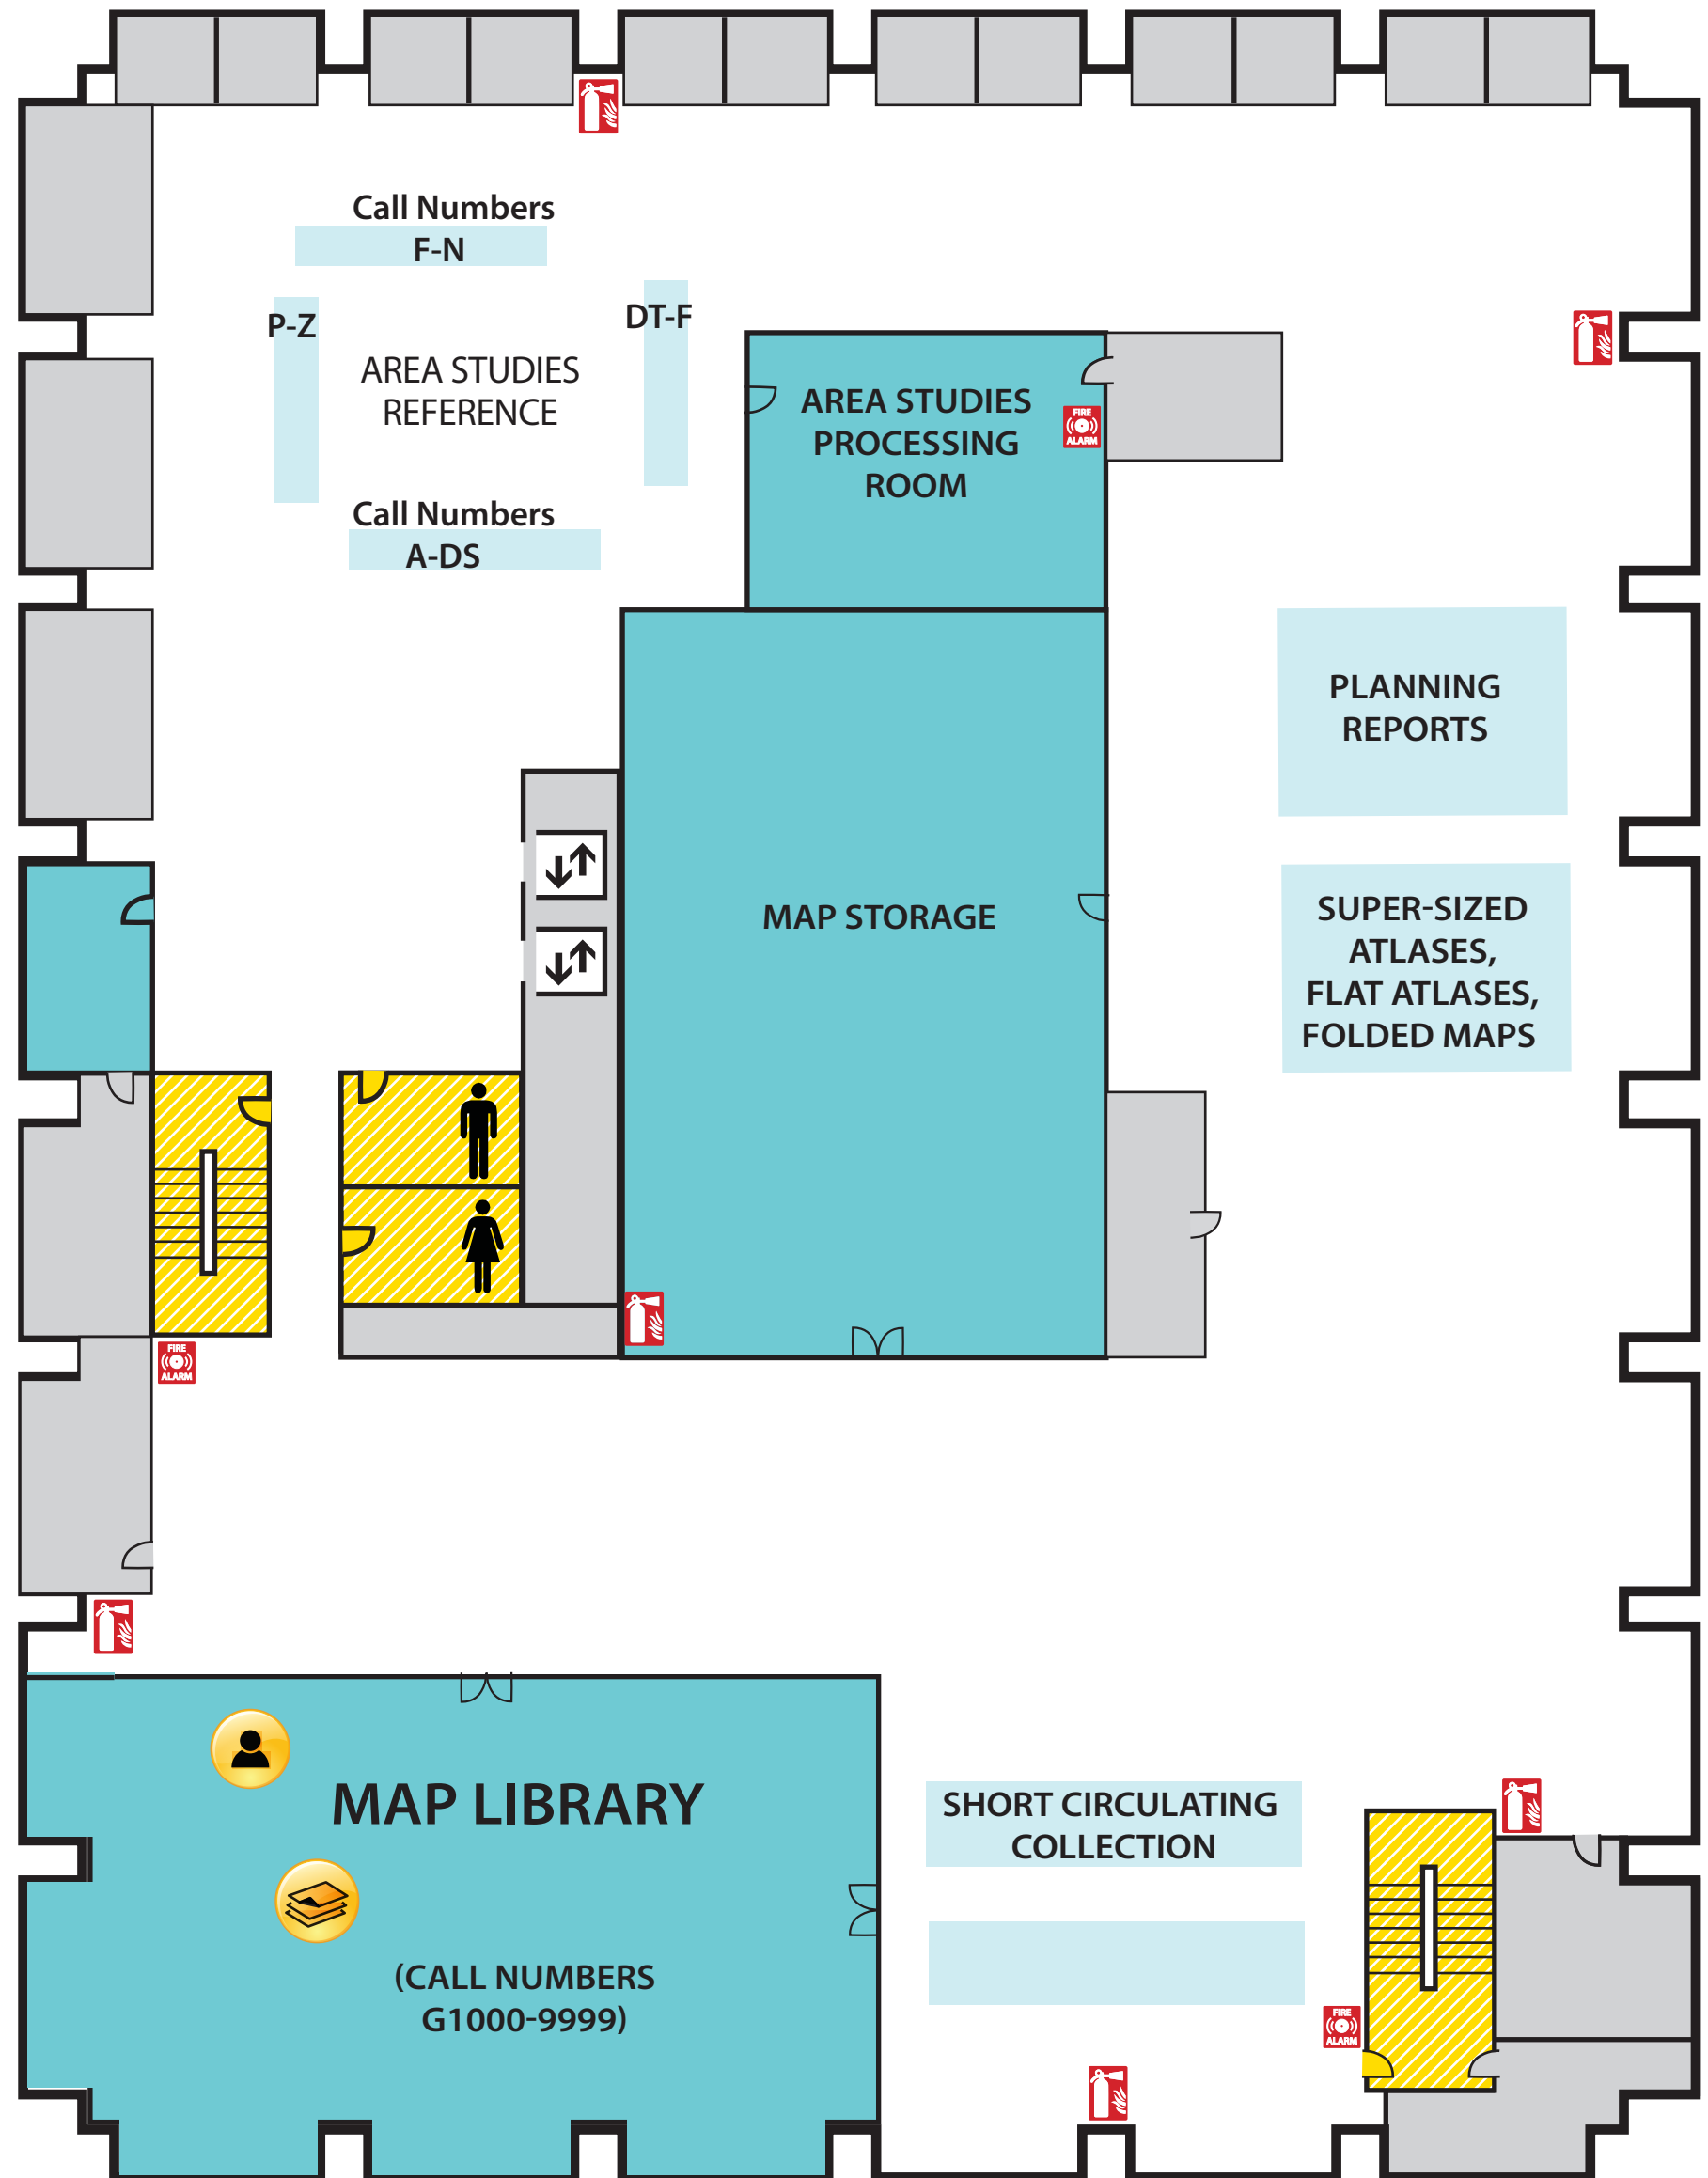 Call Numbers
F-N
P-Z
DT-F
AREA STUDIES
REFERENCE
Call Numbers
A-DS
AREA STUDIES
PROCESSING
ROOM
FIRE
ALARM
PLANNING
REPORTS
MAP STORAGE
SUPER-SIZED
ATLASES,
FLAT ATLASES,
FOLDED MAPS
FIRE
ALARM
MAP LIBRARY
(CALL NUMBERS
G1000-9999)
SHORT CIRCULATING
COLLECTION
FIRE
ALARM